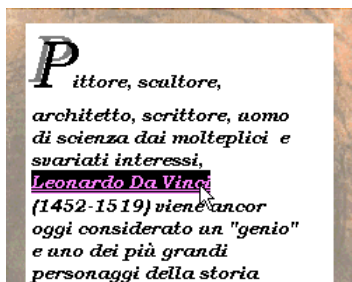 Pittore, scultore,
architetto, scrittore, uomo
di scienza dai molteplici e
svariati interessi,
Leonardo Da Vinci
(1452-1519) viene ancor
oggi considerato un "genio"
e uno dei più grandi
personaggi della storia